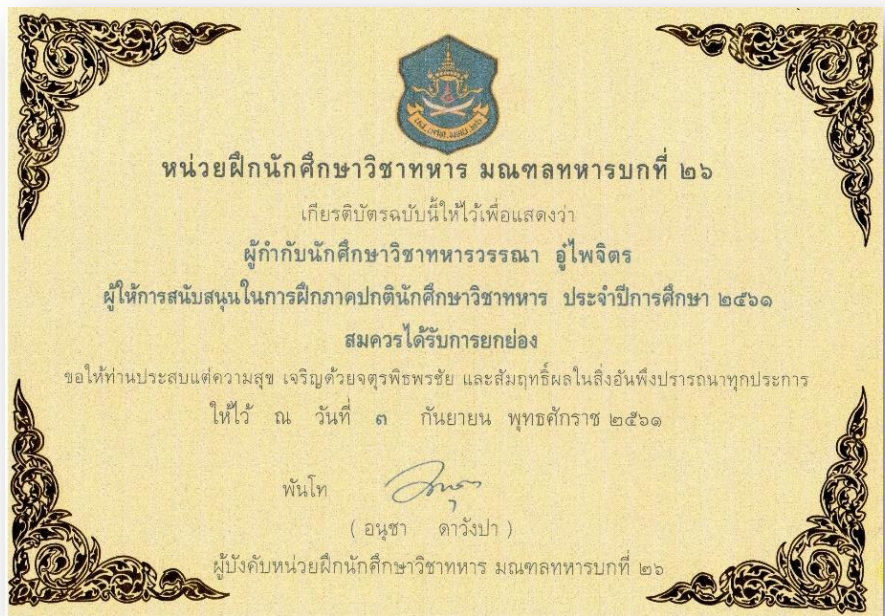 หน่วยฝึกนักศึกษาวิชาทหาร มณฑลทหารบกที่ ๒๖
เกียรติบัตรฉบับนี้ให้ไว้เพื่อแสดงว่า
ผู้กำกับนักศึกษาวิชาทหารวรรณา อู๋ไพจิตร
ผู้ให้การสนับสนุนในการฝึกภาคปกตินักศึกษาวิชาทหาร ประจำปีการศึกษา ๒๕๖๑
สมควรได้รับการยกย่อง
ขอให้ท่านประสบแต่ความสุข เจริญด้วยจตุรพิธพรชัย และสัมฤทธิ์ผลในสิ่งอันพึงปรารถนาทุกประการ
ให้ไว้ ณ วันที่ ๓ กันยายน พุทธศักราช ๒๕๖๑
พันโท
( อนุชา ดาวังปา )
ผู้บังคับหน่วยฝึกนักศึกษาวิชาทหาร มณฑลทหารบกที่ ๒๖